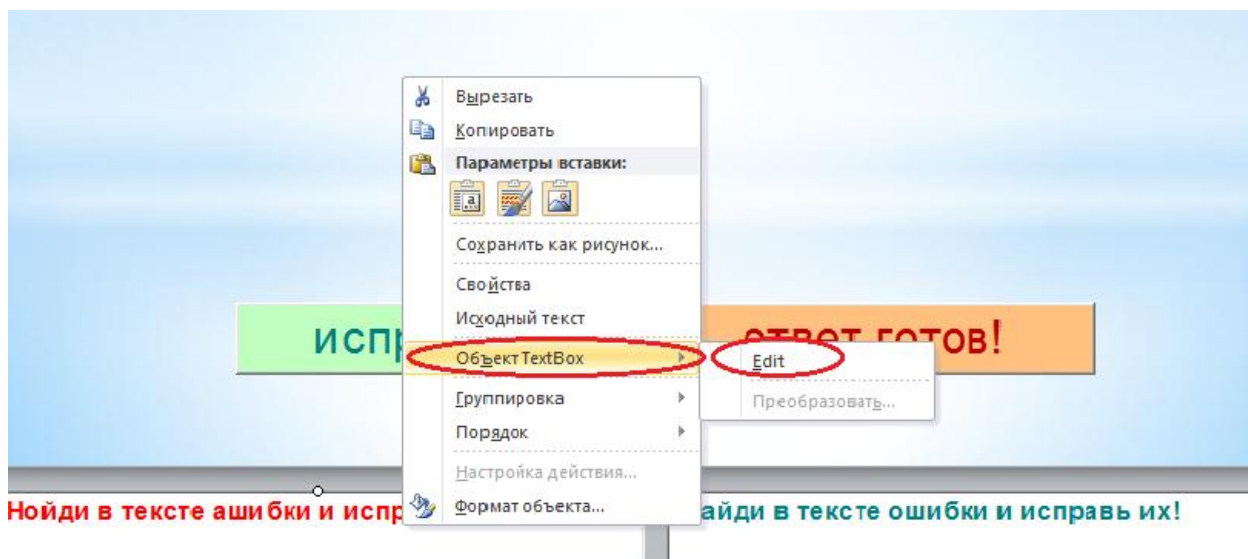 Вырезать
Копировать
Параметры вставки:
Сохранить как рисунок...
Свойства
Исходный текст
ответ готов!
Объект TextBox
Edit
Группировка
Преобразовать...
Порядок
Настройка действия...
Формат объекта...
Нойди в тексте ашибки и испр
айди в тексте ошибки и исправь их!